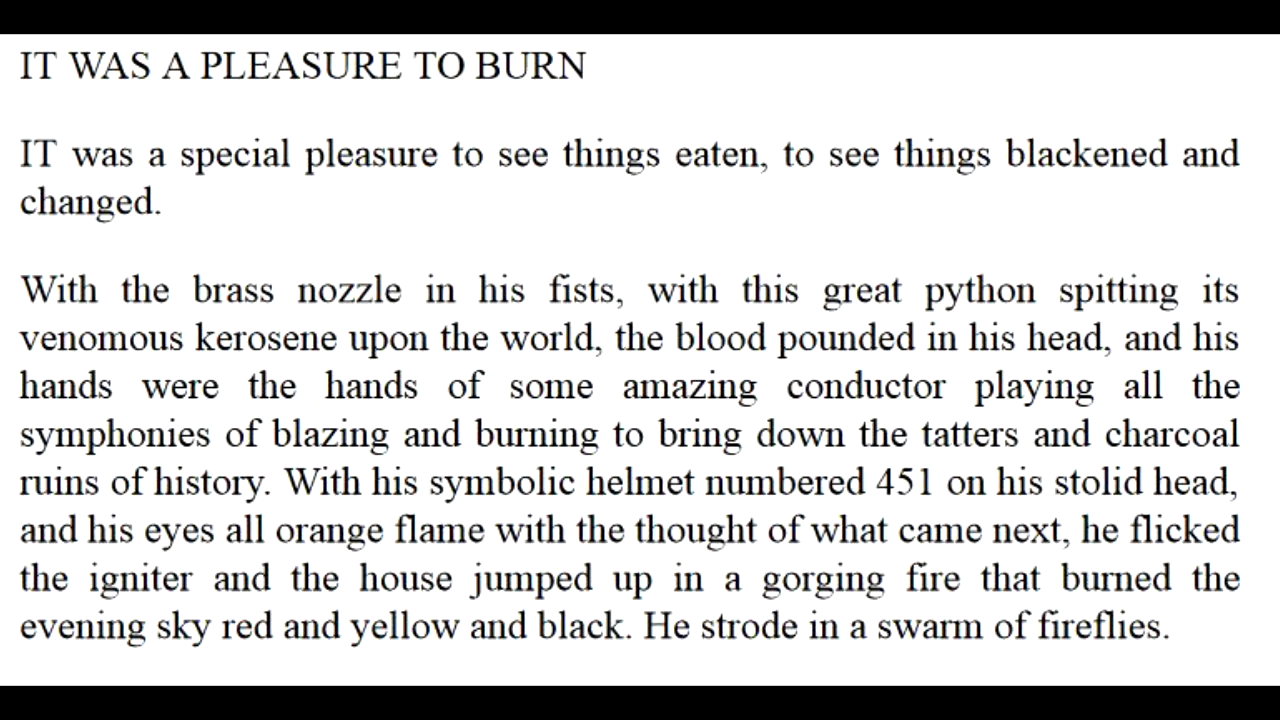 IT WAS A PLEASURE TO BURN
IT was a special pleasure to see things eaten, to see things blackened and
changed.
With the brass nozzle in his fists, with this great python spitting its
venomous kerosene upon the world, the blood pounded in his head, and his
hands were the hands of some amazing conductor playing all the
symphonies of blazing and burning to bring down the tatters and charcoal
ruins of history. With his symbolic helmet numbered 451 on his stolid head,
and his eyes all orange flame with the thought of what came next, he flicked
the igniter and the house jumped up in a gorging fire that burned the
evening sky red and yellow and black. He strode in a swarm of fireflies.